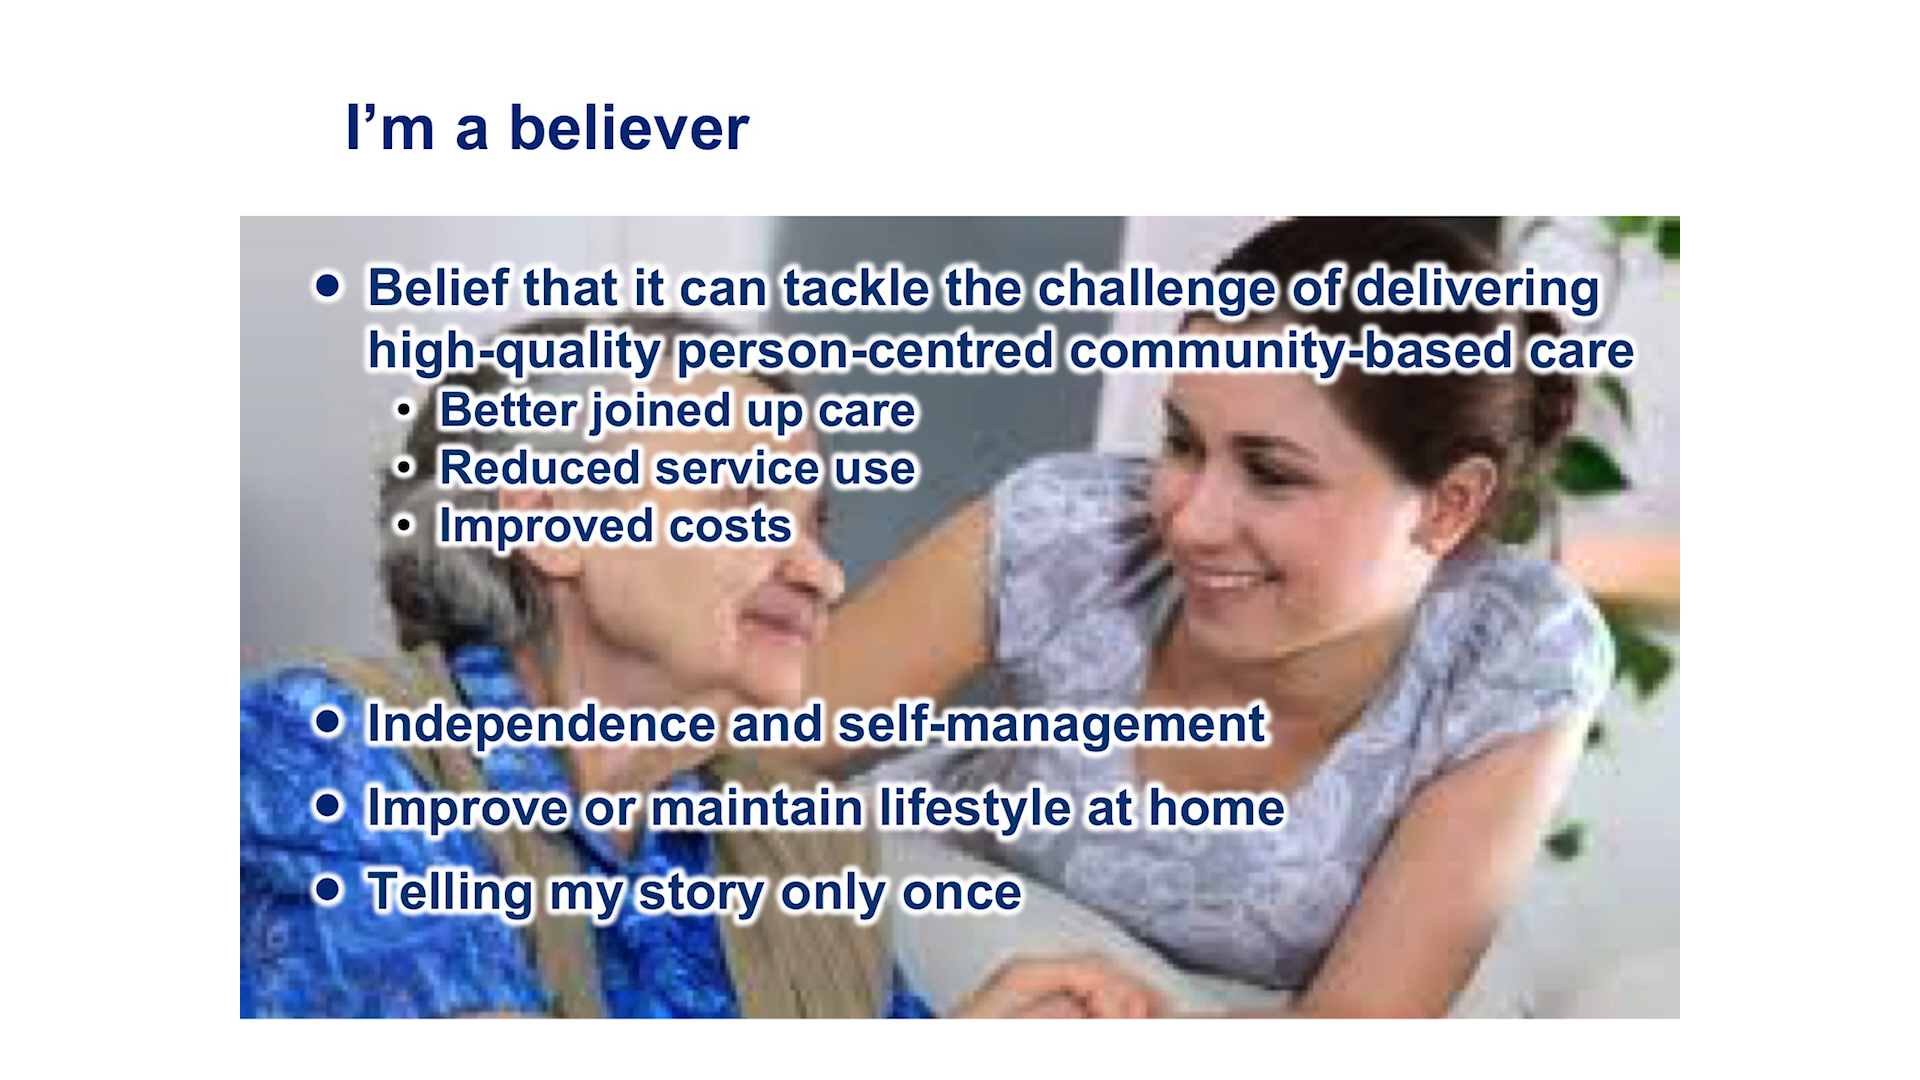 I’m a believer
• Belief that it can tackle the challenge of delivering
high-quality person-centred community-based care
• Better joined up care
• Reduced service use
• Improved costs
• Independence and self-management
• Improve or maintain lifestyle at home
• Telling my story only once